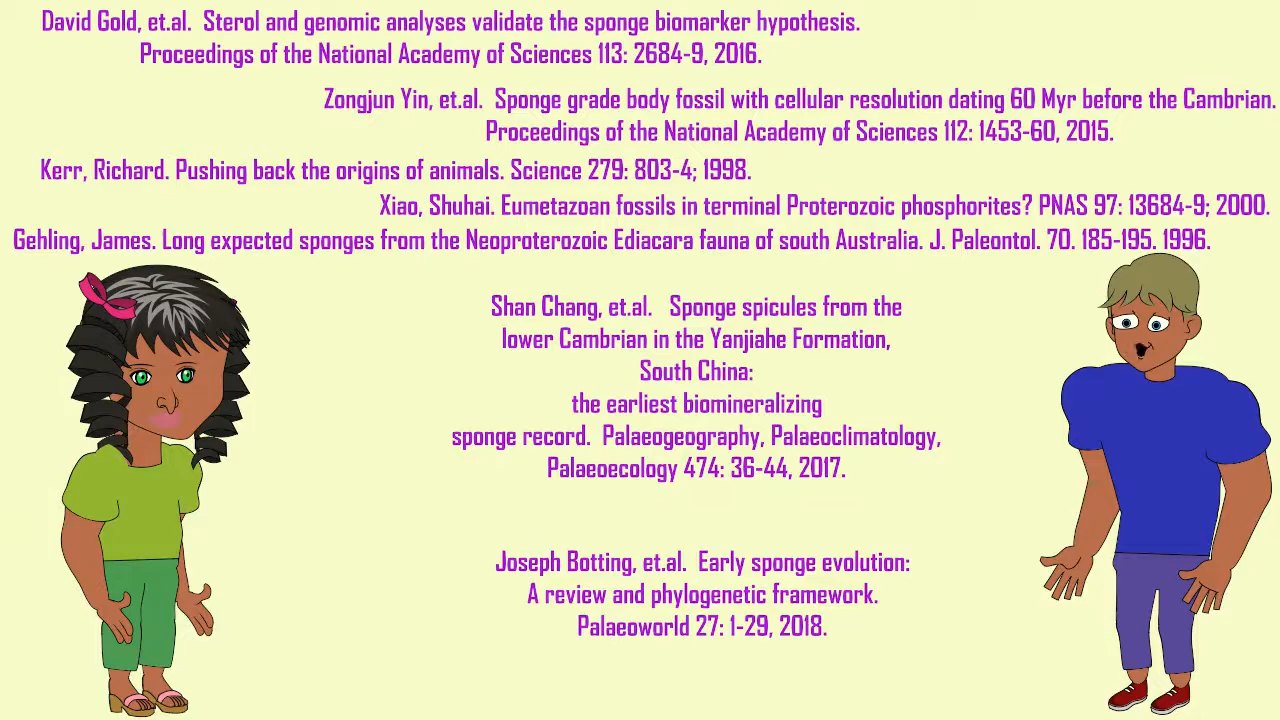 David Gold, et.al.  Sterol and genomic analyses validate the sponge biomarker hypothesis.
Proceedings of the National Academy of Sciences 113: 2684-9, 2016.
Zongjun Yin, et.al.  Sponge grade body fossil with cellular resolution dating 60 Myr before the Cambrian.
Proceedings of the National Academy of Sciences 112: 1453-60, 2015.
Kerr, Richard. Pushing back the origins of animals. Science 279: 803-4; 1998.
Xiao, Shuhai. Eumetazoan fossils in terminal Proterozoic phosphorites? PNAS 97: 13684-9; 2000.
Gehling, James. Long expected sponges from the Neoproterozoic Ediacara fauna of south Australia. J. Paleontol. 70. 185-195. 1996.
Shan Chang, et.al.   Sponge spicules from the
lower Cambrian in the Yanjiahe Formation,
South China:
the earliest biomineralizing
sponge record.  Palaeogeography, Palaeoclimatology,
Palaeoecology 474: 36-44, 2017.
Joseph Botting, et.al.  Early sponge evolution:
A review and phylogenetic framework.
Palaeoworld 27: 1-29, 2018.